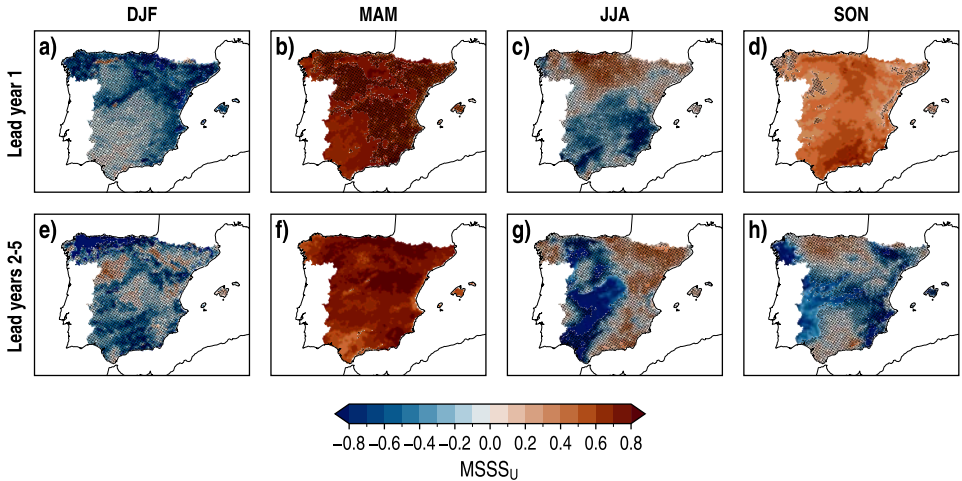 DJF MAM JJA SON
Lead year 1
a) b) c) d)
Lead years 2-5
e) f) g) h)
−0.8 −0.6 −0.4 −0.2 0.0 0.2 0.4 0.6 0.8
MSSSU